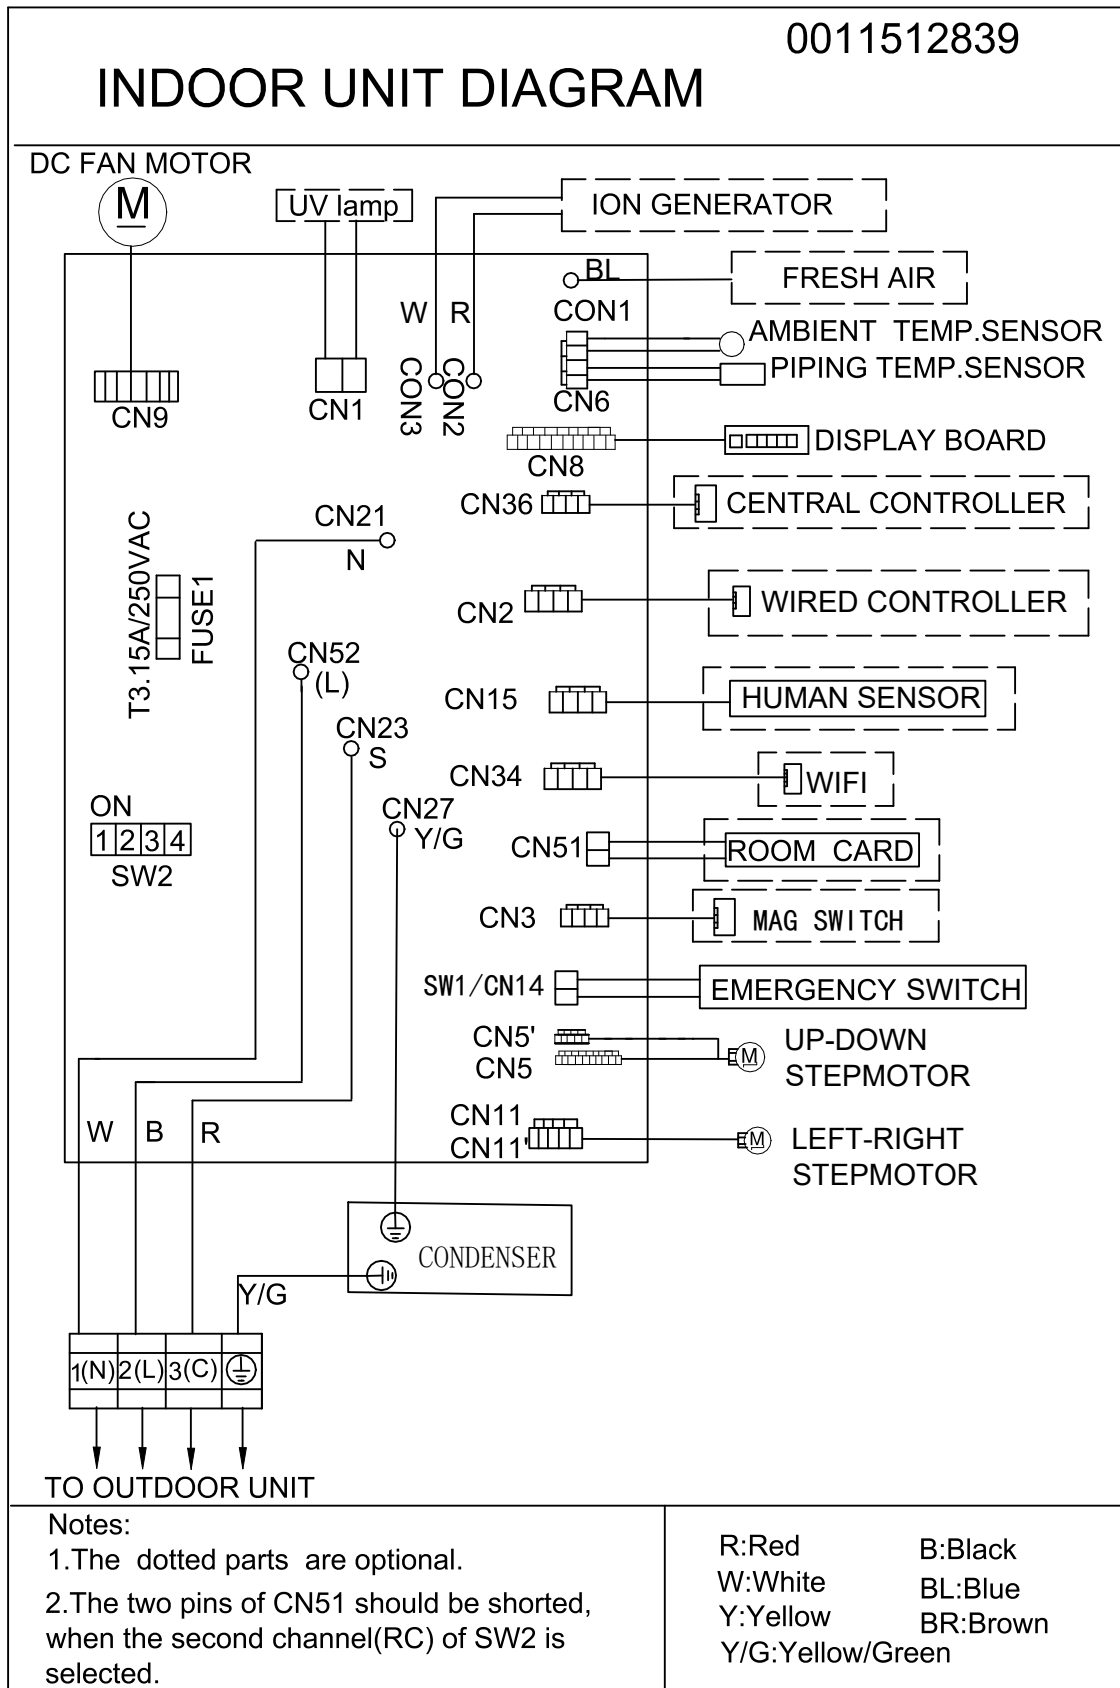 0011512839
INDOOR UNIT DIAGRAM
DC FAN MOTOR
M
UV lamp
ION GENERATOR
BL
FRESH AIR
W R
CON1
AMBIENT TEMP.SENSOR
PIPING TEMP.SENSOR
CN9
CN1
CON3
CON2
CN6
DISPLAY BOARD
CN8
CN36
CENTRAL CONTROLLER
CN21
N
T3.15A/250VAC
FUSE1
CN2
WIRED CONTROLLER
CN52
(L)
CN15
HUMAN SENSOR
CN23
S
CN34
WIFI
ON
1 2 3 4
SW2
CN27
Y/G
CN51
ROOM CARD
CN3
MAG SWITCH
SW1/CN14
EMERGENCY SWITCH
CN5'
CN5
M
UP-DOWN
STEPMOTOR
W B R
CN11
CN11'
M
LEFT-RIGHT
STEPMOTOR
CONDENSER
Y/G
1(N) 2(L) 3(C)
TO OUTDOOR UNIT
Notes:
1.The dotted parts are optional.
2.The two pins of CN51 should be shorted,
when the second channel(RC) of SW2 is
selected.
R:Red B:Black
W:White BL:Blue
Y:Yellow BR:Brown
Y/G:Yellow/Green